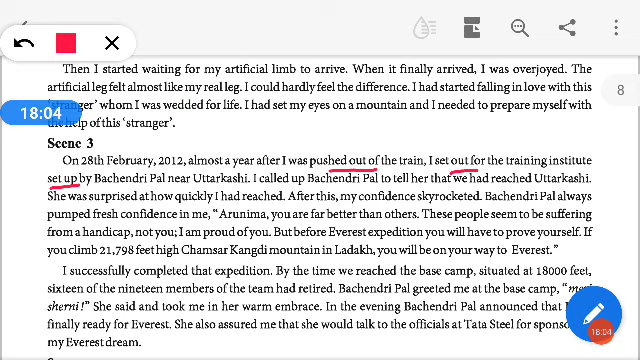 Then I started waiting for my artificial limb to arrive. When it finally arrived, I was overjoyed. The
artificial leg felt almost like my real leg. I could hardly feel the difference. I had started falling in love with this
8
'stranger' whom I was wedded for life. I had set my eyes on a mountain and I needed to prepare myself with
18:04
the help of this 'stranger'.
Scene 3
On 28th February, 2012, almost a year after I was pushed out of the train, I set out for the training institute
set up by Bachendri Pal near Uttarkashi. I called up Bachendri Pal to tell her that we had reached Uttarkashi.
She was surprised at how quickly I had reached. After this, my confidence skyrocketed. Bachendri Pal always
pumped fresh confidence in me, "Arunima, you are far better than others. These people seem to be suffering
from a handicap, not you; I am proud of you. But before Everest expedition you will have to prove yourself. If
you climb 21,798 feet high Chamsar Kangdi mountain in Ladakh, you will be on your way to Everest."
I successfully completed that expedition. By the time we reached the base camp, situated at 18000 feet,
sixteen of the nineteen members of the team had retired. Bachendri Pal greeted me at the base camp, "meri
sherni!" She said and took me in her warm embrace. In the evening Bachendri Pal announced that
finally ready for Everest. She also assured me that she would talk to the officials at Tata Steel for
18:04
my Everest dream.